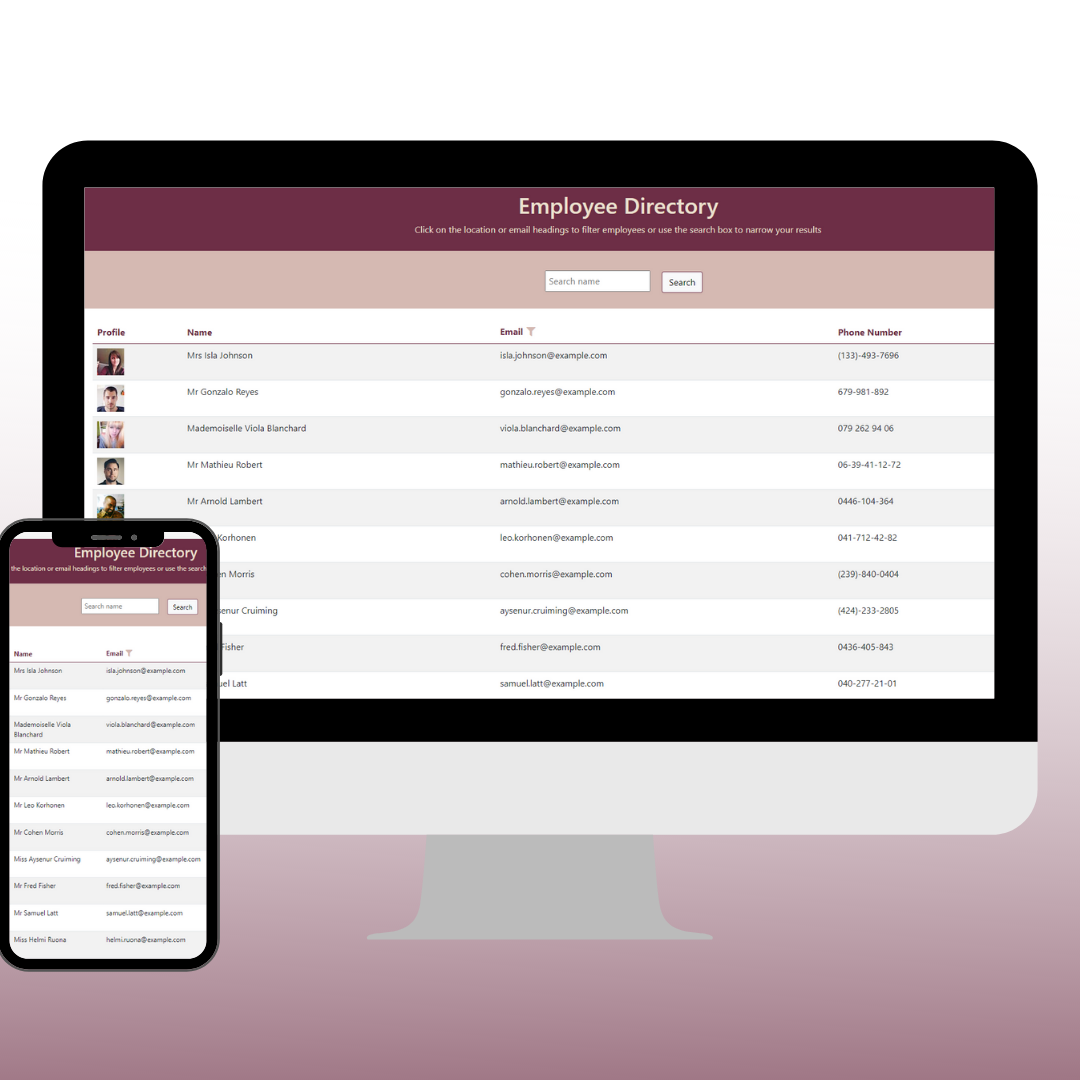 Employee Directory
Click on the location or email headings to filter employees or use the search box to narrow your results
Search name Search
Profile Name Email Phone Number
Mrs Isla Johnson isla.johnson@example.com (133)-493-7696
Mr Gonzalo Reyes gonzalo.reyes@example.com 679-981-892
Mademoiselle Viola Blanchard viola.blanchard@example.com 079 262 94 06
Mr Mathieu Robert mathieu.robert@example.com 06-39-41-12-72
Mr Arnold Lambert arnold.lambert@example.com 0446-104-364
Korhonen leo.korhonen@example.com 041-712-42-82
en Morris cohen.morris@example.com (239)-840-0404
senur Cruiming aysenur.cruiming@example.com (424)-233-2805
Fisher fred.fisher@example.com 0436-405-843
uel Latt samuel.latt@example.com 040-277-21-01
Employee Directory
the location or email headings to filter employees or use the search
Search name Search
Name Email
Mrs Isla Johnson isla.johnson@example.com
Mr Gonzalo Reyes gonzalo.reyes@example.com
Mademoiselle Viola viola.blanchard@example.com
Blanchard
Mr Mathieu Robert mathieu.robert@example.com
Mr Arnold Lambert arnold.lambert@example.com
Mr Leo Korhonen leo.korhonen@example.com
Mr Cohen Morris cohen.morris@example.com
Miss Aysenur Cruiming aysenur.cruiming@example.com
Mr Fred Fisher fred.fisher@example.com
Mr Samuel Latt samuel.latt@example.com
Miss Helmi Ruona helmi.ruona@example.com